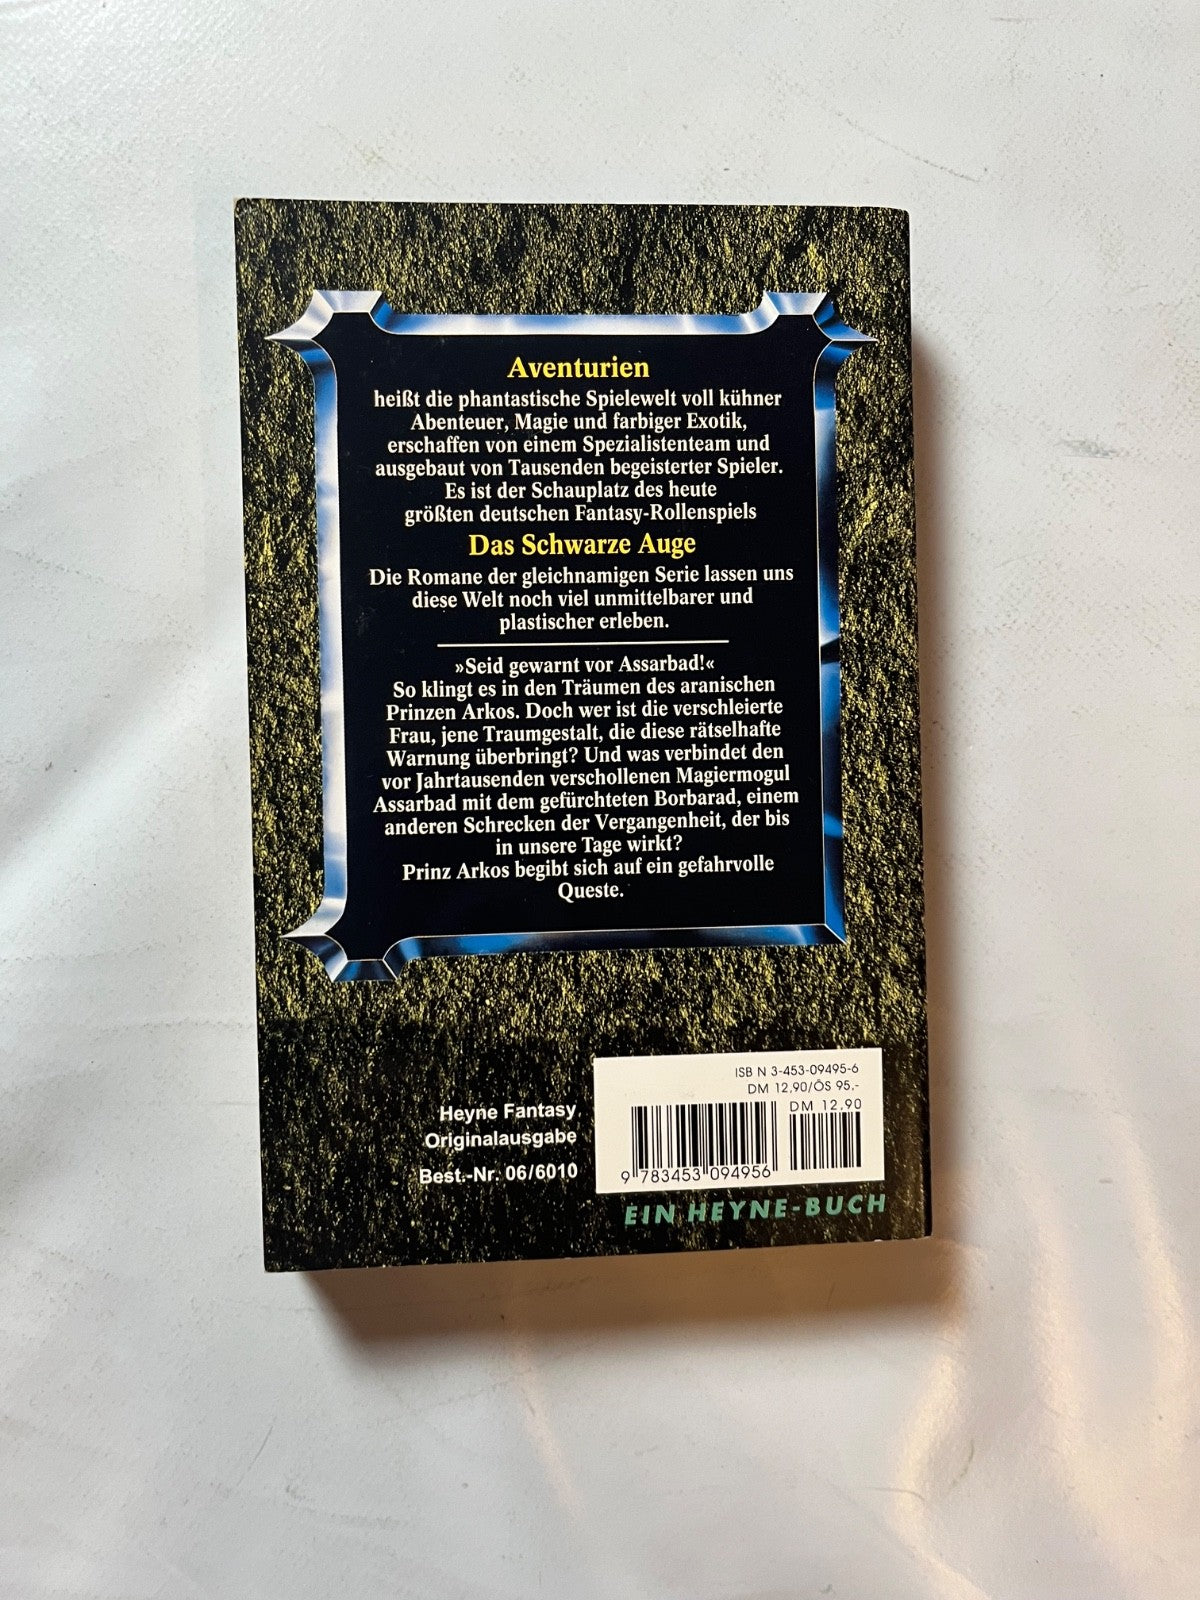 Aventurien
heißt die phantastische Spielewelt voll kühner
Abenteuer, Magie und farbiger Exotik,
erschaffen von einem Spezialistenteam und
ausgebaut von Tausenden begeisterter Spieler.
Es ist der Schauplatz des heute
größten deutschen Fantasy-Rollenspiels
Das Schwarze Auge
Die Romane der gleichnamigen Serie lassen uns
diese Welt noch viel unmittelbarer und
plastischer erleben.
»Seid gewarnt vor Assarbad!«
So klingt es in den Träumen des aranischen
Prinzen Arkos. Doch wer ist die verschleierte
Frau, jene Traumgestalt, die diese rätselhafte
Warnung überbringt? Und was verbindet den
vor Jahrtausenden verschollenen Magiermogul
Assarbad mit dem gefürchteten Borbarad, einem
anderen Schrecken der Vergangenheit, der bis
in unsere Tage wirkt?
Prinz Arkos begibt sich auf ein gefahrvolle
Queste.
ISB N 3-453-09495-6
DM 12,90/ÖS 95,-
DM 12,90
9 783453 094956
Heyne Fantasy
Originalausgabe
Best.-Nr. 06/6010
EIN HEYNE-BUCH